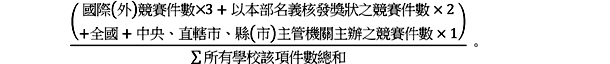 (國際(外)競賽件數×3 + 以本部名義核發獎狀之競賽件數 × 2
+全國 + 中央、直轄市、縣(市)主管機關主辦之競賽件數 × 1)
∑所有學校該項件數總和 。